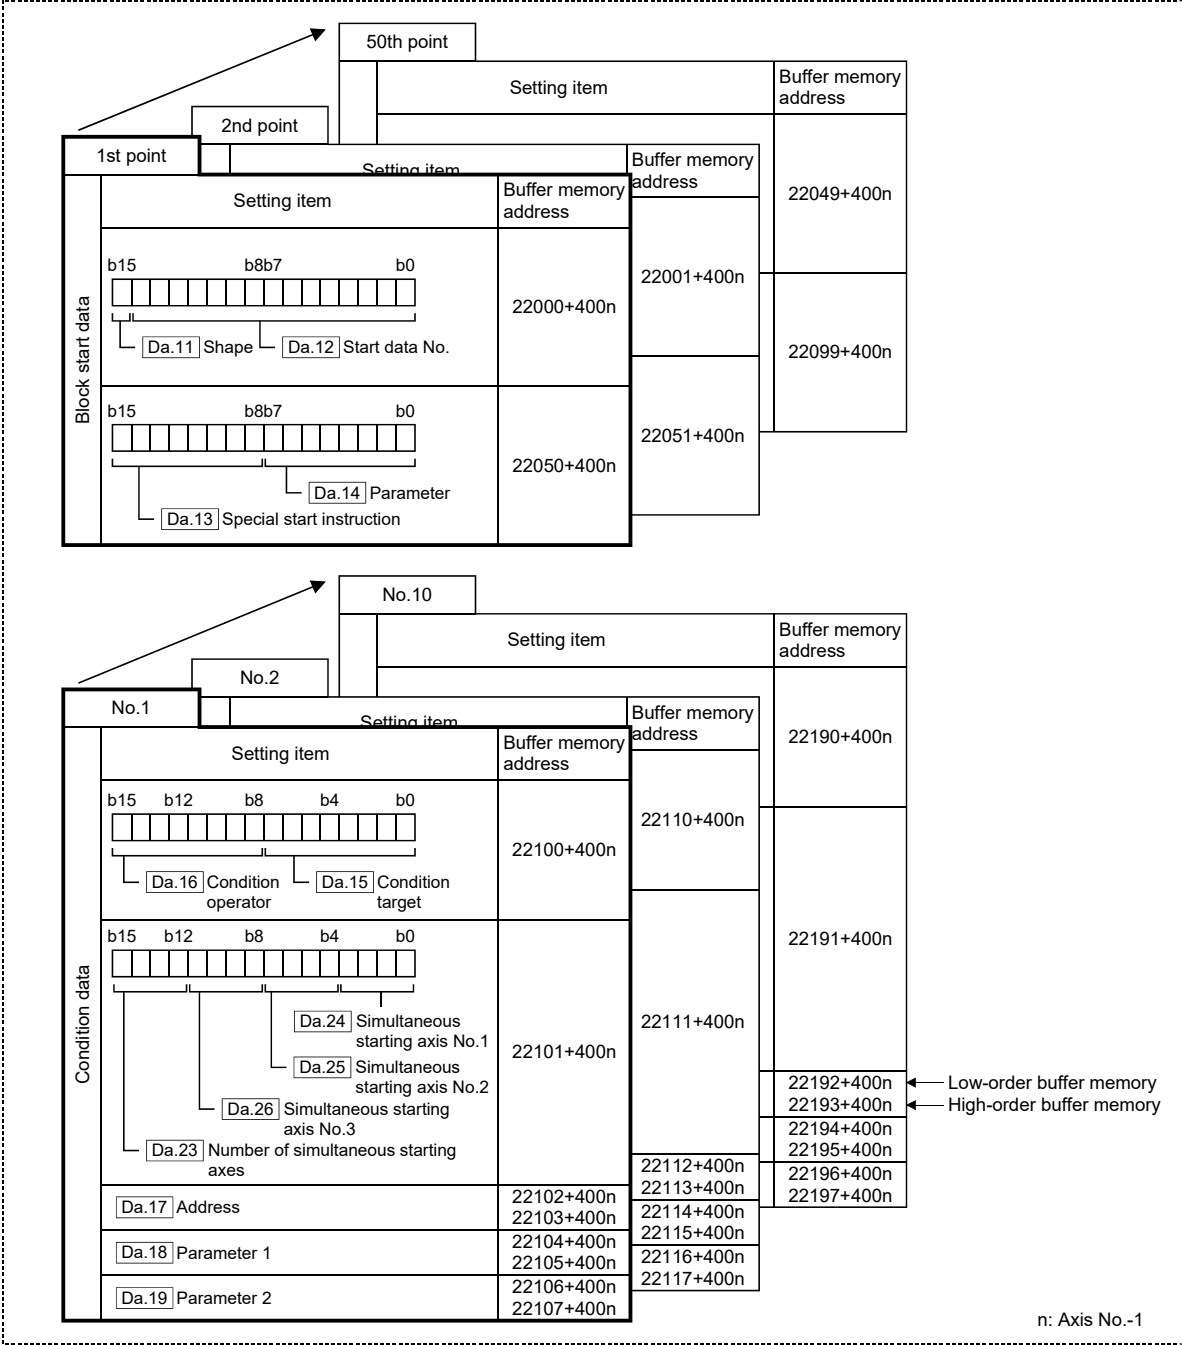 50th point
Setting item
Buffer memory
address
22049+400n
22099+400n
2nd point
Setting item
Buffer memory
address
22001+400n
22051+400n
1st point
Block start data
Setting item
Buffer memory
address
b15 b8b7 b0
Da.11 Shape Da.12 Start data No.
22000+400n
b15 b8b7 b0
Da.14 Parameter
Da.13 Special start instruction
22050+400n
No.10
Setting item
Buffer memory
address
22190+400n
22191+400n
22192+400n Low-order buffer memory
22193+400n High-order buffer memory
22194+400n
22195+400n
22196+400n
22197+400n
No.2
Setting item
Buffer memory
address
22110+400n
22111+400n
22112+400n
22113+400n
22114+400n
22115+400n
22116+400n
22117+400n
No.1
Condition data
Setting item
Buffer memory
address
b15 b12 b8 b4 b0
Da.16 Condition
operator
Da.15 Condition
target
22100+400n
b15 b12 b8 b4 b0
Da.24 Simultaneous
starting axis No.1
Da.25 Simultaneous
starting axis No.2
Da.26 Simultaneous starting
axis No.3
Da.23 Number of simultaneous starting
axes
22101+400n
Da.17 Address
22102+400n
22103+400n
Da.18 Parameter 1
22104+400n
22105+400n
Da.19 Parameter 2
22106+400n
22107+400n
n: Axis No.-1